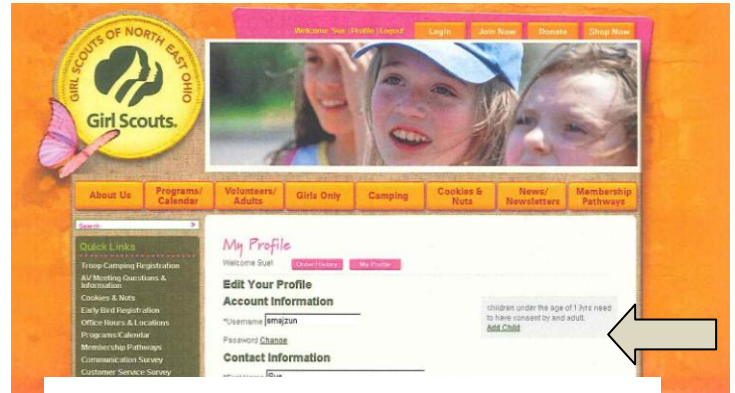 GIRL SCOUTS OF NORTH EAST OHIO
Girl Scouts.
Welcome Sue | Profile | Logout
Login
Join Now
Donate
Shop Now
About Us
Programs/
Calendar
Volunteers/
Adults
Girls Only
Camping
Cookies &
Nuts
News/
Newsletters
Membership
Pathways
Search
Quick Links
Troop Camping Registration
AV Meeting Questions &
Information
Cookies & Nuts
Early Bird Registration
Office Hours & Locations
Programs/Calendar
Membership Pathways
Communication Survey
Customer Service Survey
My Profile
Welcome Sue!
Order History
My Profile
Edit Your Profile
Account Information
*Username smajzun
Password Change
Contact Information
children under the age of 13yrs need
to have consent by and adult.
Add Child